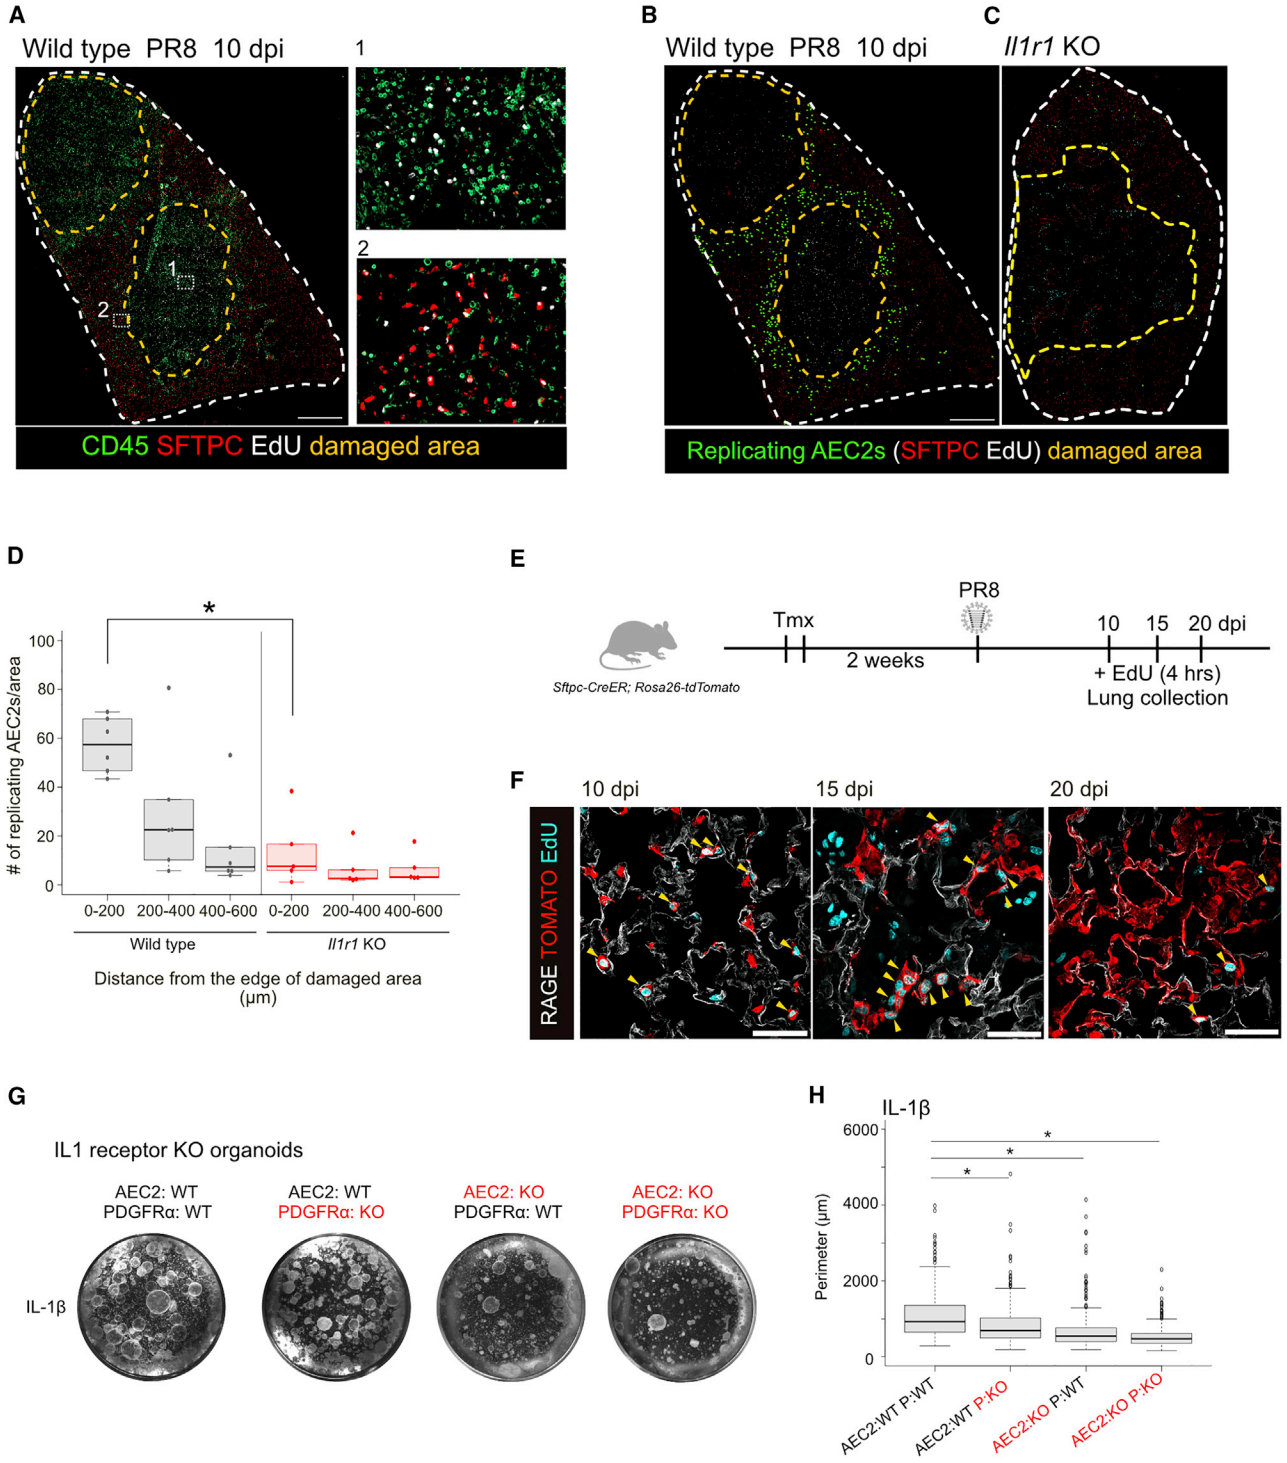 A
Wild type PR8 10 dpi
1
1
2
2
CD45 SFTPC EdU damaged area
B
Wild type PR8 10 dpi
C
Il1r1 KO
Replicating AEC2s (SFTPC EdU) damaged area
D
*
# of replicating AEC2s/area
100
80
60
40
20
0
0-200 200-400 400-600 0-200 200-400 400-600
Wild type
Il1r1 KO
Distance from the edge of damaged area
(µm)
E
PR8
Tmx
10 15 20 dpi
2 weeks
+ EdU (4 hrs)
Lung collection
Sftpc-CreER; Rosa26-tdTomato
F
10 dpi
15 dpi
20 dpi
RAGE TOMATO EdU
G
IL1 receptor KO organoids
AEC2: WT
PDGFRα: WT
AEC2: WT
PDGFRα: KO
AEC2: KO
PDGFRα: WT
AEC2: KO
PDGFRα: KO
IL-1β
H
IL-1β
6000
4000
2000
0
Perimeter (µm)
*
*
*
AEC2:WT P:WT
AEC2:WT P:KO
AEC2:KO P:WT
AEC2:KO P:KO